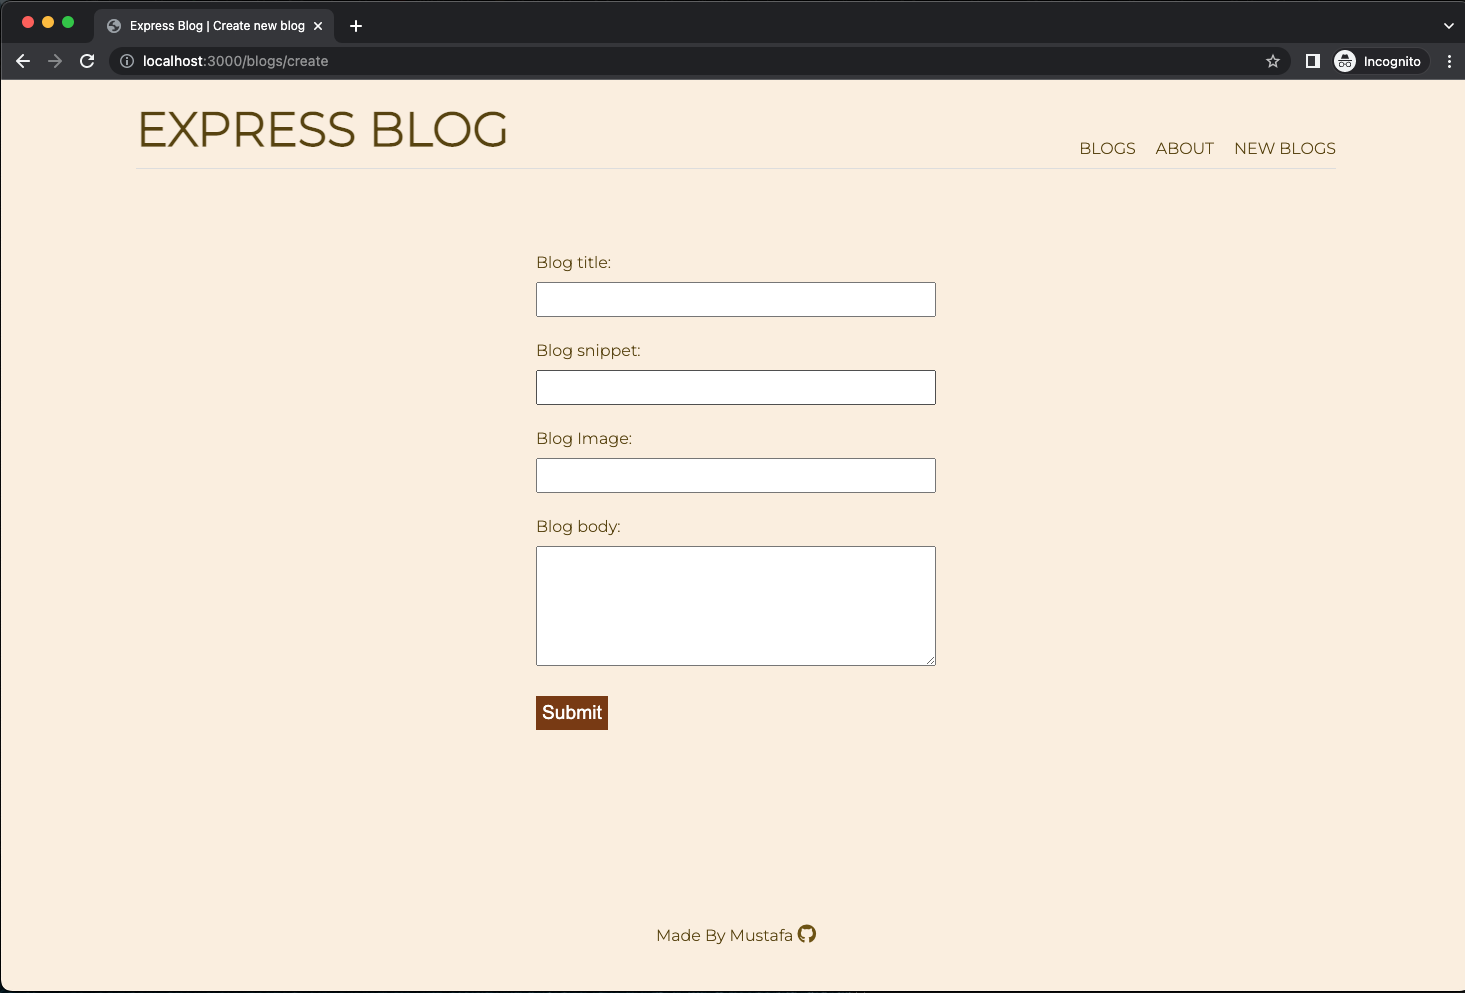 Express Blog | Create new blog
localhost:3000/blogs/create
Incognito
EXPRESS BLOG
BLOGS ABOUT NEW BLOGS
Blog title:
Blog snippet:
Blog Image:
Blog body:
Submit
Made By Mustafa